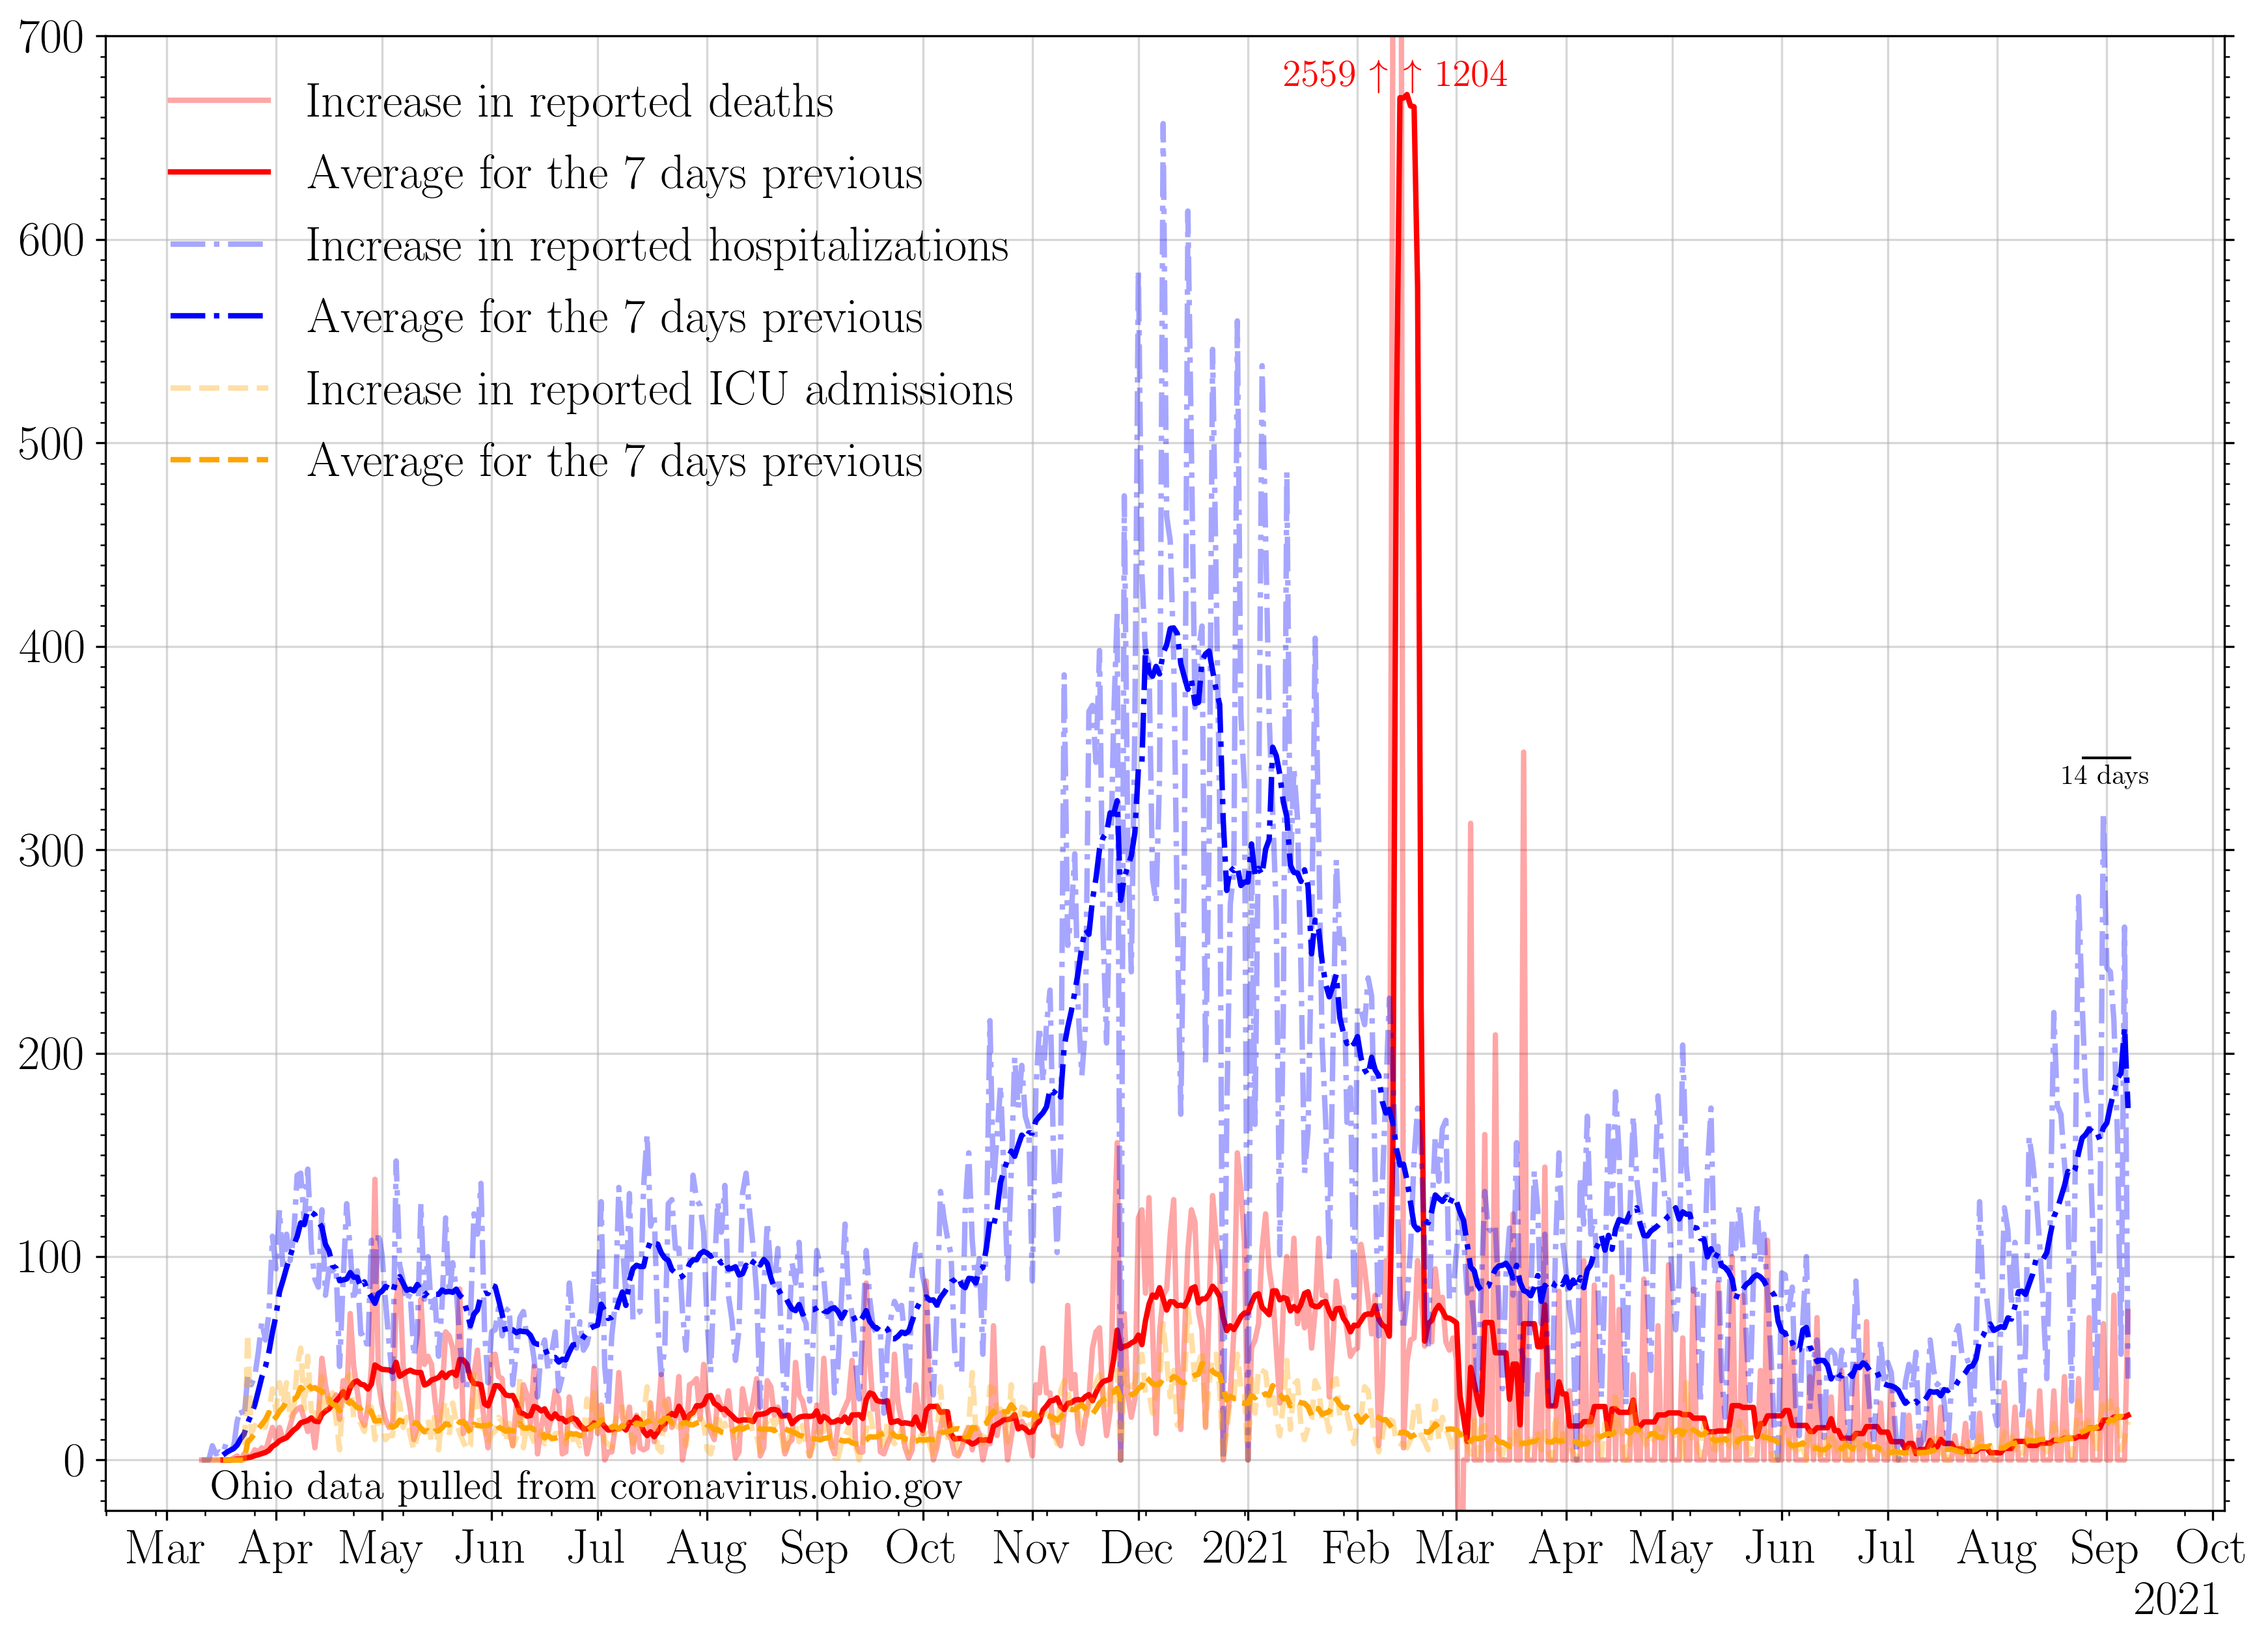 700
600
500
400
300
200
100
0
2559 ↑ ↑ 1204
Increase in reported deaths
Average for the 7 days previous
Increase in reported hospitalizations
Average for the 7 days previous
Increase in reported ICU admissions
Average for the 7 days previous
14 days
Ohio data pulled from coronavirus.ohio.gov
Mar Apr May Jun Jul Aug Sep Oct Nov Dec 2021 Feb Mar Apr May Jun Jul Aug Sep Oct
2021